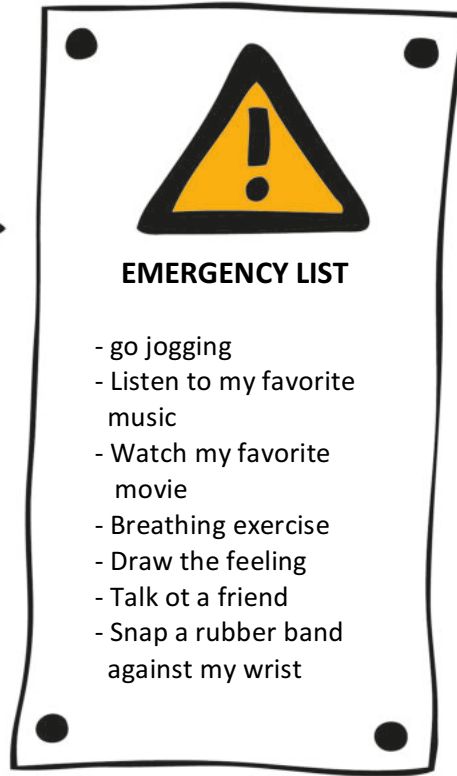 EMERGENCY LIST
- go jogging
- Listen to my favorite
music
- Watch my favorite
movie
- Breathing exercise
- Draw the feeling
- Talk ot a friend
- Snap a rubber band
against my wrist